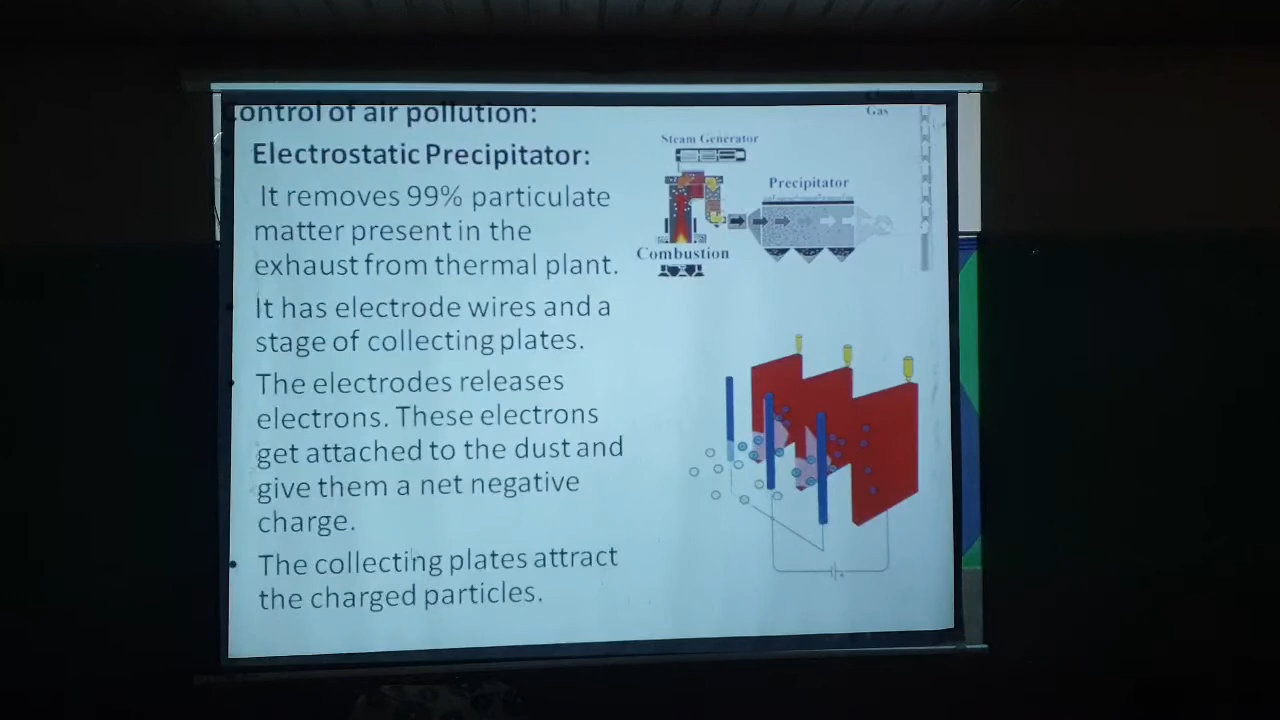 Control of air pollution:
Electrostatic Precipitator:
It removes 99% particulate
matter present in the
exhaust from thermal plant.
It has electrode wires and a
stage of collecting plates.
The electrodes releases
electrons. These electrons
get attached to the dust and
give them a net negative
charge.
The collecting plates attract
the charged particles.
Gas
Steam Generator
Precipitator
Combustion